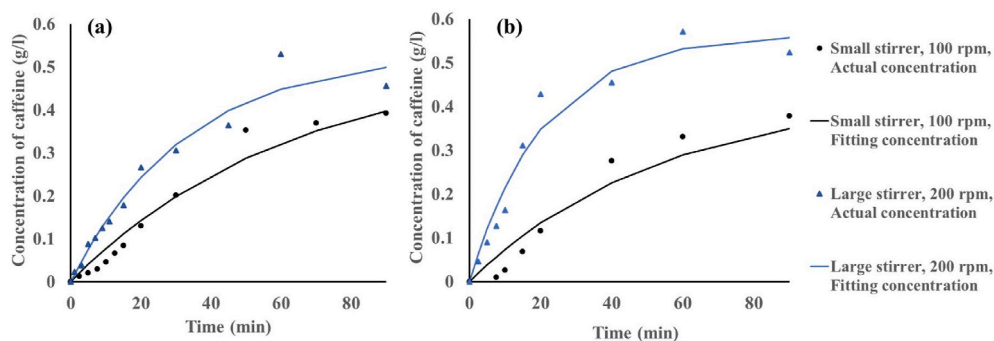 (a)
Concentration of caffeine (g/l)
0.6
0.5
0.4
0.3
0.2
0.1
0
0
20
40
60
80
Time (min)
(b)
Concentration of caffeine (g/l)
0.6
0.5
0.4
0.3
0.2
0.1
0
0
20
40
60
80
Time (min)
Small stirrer, 100 rpm,
Actual concentration
Small stirrer, 100 rpm,
Fitting concentration
Large stirrer, 200 rpm,
Actual concentration
Large stirrer, 200 rpm,
Fitting concentration